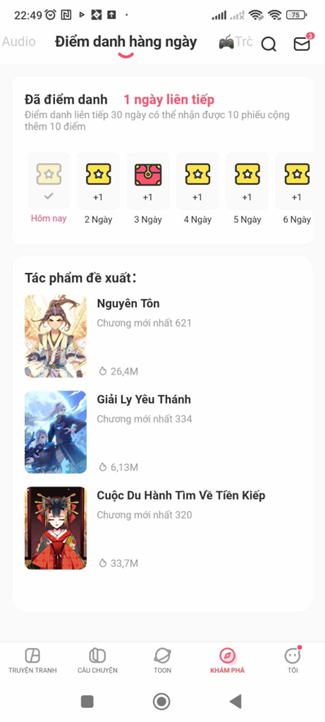 22:49
75
Audio
Điểm danh hàng ngày
Trò
3
Đã điểm danh 1 ngày liên tiếp
Điểm danh liên tiếp 30 ngày có thể nhận được 10 phiếu cộng
thêm 10 điểm
+1 +1 +1 +1 +1
Hôm nay 2 Ngày 3 Ngày 4 Ngày 5 Ngày 6 Ngày
Tác phẩm đề xuất:
Nguyên Tôn
Chương mới nhất 621
26,4M
Giải Ly Yêu Thánh
Chương mới nhất 334
6,13M
Cuộc Du Hành Tìm Về Tiền Kiếp
Chương mới nhất 320
33,7M
TRUYỆN TRANH CÂU CHUYỆN TOON KHÁM PHÁ TÔI